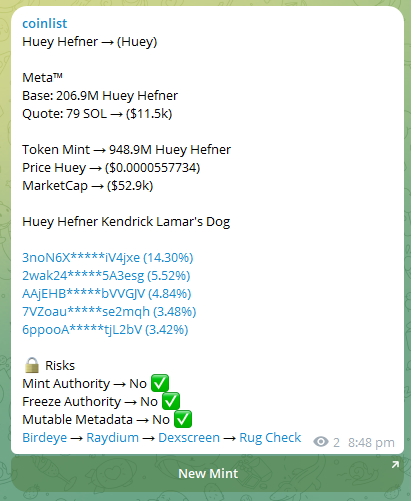 coinlist
Huey Hefner → (Huey)
Meta™
Base: 206.9M Huey Hefner
Quote: 79 SOL → ($11.5k)
Token Mint → 948.9M Huey Hefner
Price Huey → ($0.0000557734)
MarketCap → ($52.9k)
Huey Hefner Kendrick Lamar's Dog
3noN6X*****iV4jxe (14.30%)
2wak24*****5A3esg (5.52%)
AAjEHB*****bVVGJV (4.84%)
7VZoau*****se2mqh (3.48%)
6ppooA*****tjL2bV (3.42%)
🔒 Risks
Mint Authority → No ✅
Freeze Authority → No ✅
Mutable Metadata → No ✅
Birdeye → Raydium → Dexscreen → Rug Check
2 8:48 pm
New Mint